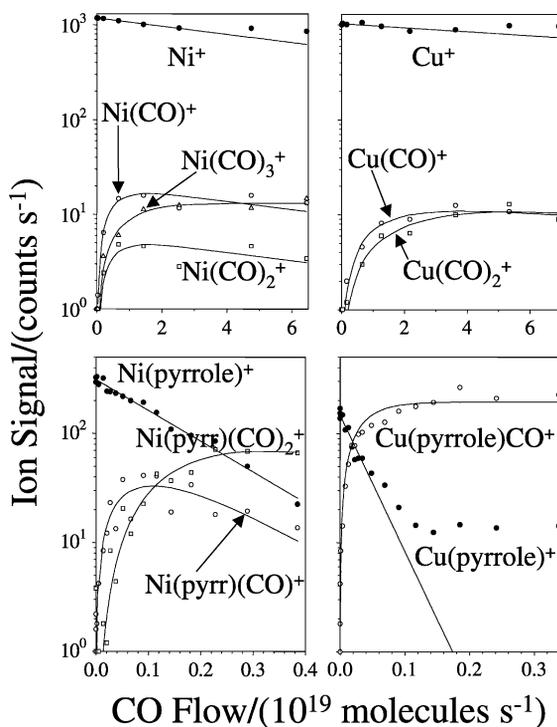 10³
10²
10¹
10⁰
Ni⁺
Ni(CO)⁺
Ni(CO)₃⁺
Ni(CO)₂⁺
0 2 4 6
Cu⁺
Cu(CO)⁺
Cu(CO)₂⁺
0 2 4 6
Ion Signal/(counts s⁻¹)
10²
10¹
10⁰
Ni(pyrrole)⁺
Ni(pyrr)(CO)₂⁺
Ni(pyrr)(CO)⁺
0.0 0.1 0.2 0.3 0.4
Cu(pyrrole)CO⁺
Cu(pyrrole)⁺
0.0 0.1 0.2 0.3
CO Flow/(10¹⁹ molecules s⁻¹)